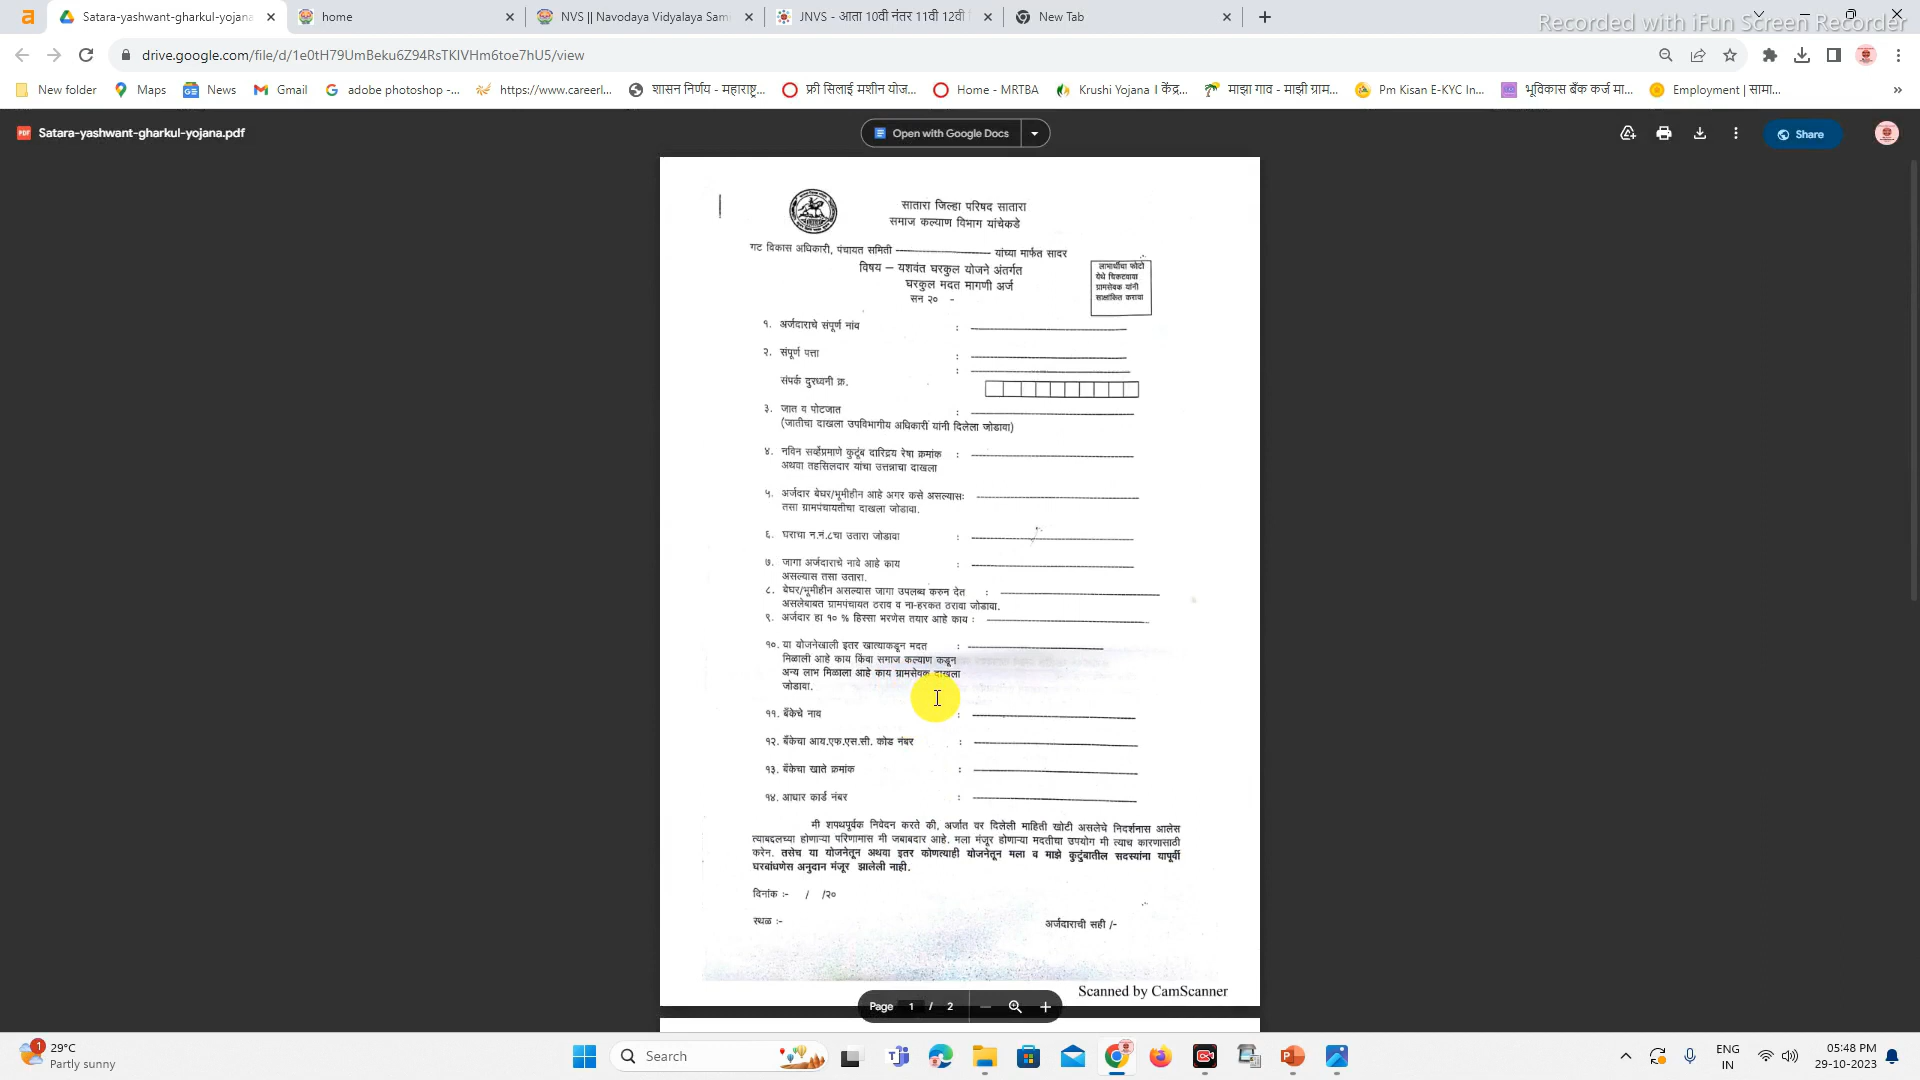 Satara-yashwant-gharkul-yojana
home
NVS || Navodaya Vidyalaya Sam
JNVS - आता 10वी नंतर 11वी 12वी
New Tab
Recorded with iFun Screen Recorder
drive.google.com/file/d/1e0tH79UmBeku6Z94RsTKlVHm6toe7hU5/view
New folder
Maps
News
Gmail
adobe photoshop -...
https://www.careerl...
शासन निर्णय - महाराष्ट्र...
फ्री सिलाई मशीन योज...
Home - MRTBA
Krushi Yojana । केंद्र...
माझा गाव - माझी ग्राम...
Pm Kisan E-KYC In...
भूविकास बँक कर्ज मा...
Employment | सामा...
PDF
Satara-yashwant-gharkul-yojana.pdf
Open with Google Docs
Share
सातारा जिल्हा परिषद सातारा
समाज कल्याण विभाग यांचेकडे
गट विकास अधिकारी, पंचायत समिती ---------- यांच्या मार्फत सादर
विषय – यशवंत घरकुल योजने अंतर्गत
घरकुल मदत मागणी अर्ज
सन २० -
लाभार्थीचा फोटो
येथे चिकटवाया
ग्रामसेवक यांनी
साक्षांकित करावा
१. अर्जदाराचे संपूर्ण नांव :
२. संपूर्ण पत्ता :
:
संपर्क दुरध्वनी क्र.
३. जात व पोटजात :
(जातीचा दाखला उपविभागीय अधिकारीं यांनी दिलेला जोडावा)
४. नविन सर्व्हेप्रमाणे कुटूंब दारिद्रय रेषा क्रमांक :
अथवा तहसिलदार यांचा उत्तन्नाचा दाखला
५. अर्जदार बेघर/भूमीहीन आहे अगर कसे असल्यासः
तसा ग्रामपंचायतीचा दाखला जोडावा.
६. घराचा न.नं.८चा उतारा जोडावा :
७. जागा अर्जदाराचे नावे आहे काय :
असल्यास तसा उतारा.
८. बेघर/भूमीहीन असल्यास जागा उपलब्ध करुन देत :
असलेबाबत ग्रामपंचायत ठराव व ना-हरकत ठरावा जोडावा.
९. अर्जदार हा १० % हिस्सा भरणेस तयार आहे काय :
१०. या योजनेखाली इतर खात्याकडून मदत :
मिळाली आहे काय किंवा समाज कल्याण कडून
अन्य लाभ मिळाला आहे काय ग्रामसेवक दाखला
जोडावा.
११. बँकेचे नाव :
१२. बँकेचा आय.एफ.एस.सी. कोड नंबर :
१३. बँकेचा खाते क्रमांक :
१४. आधार कार्ड नंबर :
मी शपथपूर्वक निवेदन करते की, अर्जात वर दिलेली माहिती खोटी असलेचे निदर्शनास आलेस
त्याबद्दलच्या होणाऱ्या परिणामास मी जबाबदार आहे. मला मंजूर होणाऱ्या मदतीचा उपयोग मी त्याच कारणासाठी
करेन. तसेच या योजनेतून अथवा इतर कोणत्याही योजनेतून मला व माझे कुटुंबातील सदस्यांना यापूर्वी
घरबांधणेस अनुदान मंजूर झालेली नाही.
दिनांक :- / /२०
स्थळ :-
अर्जदाराची सही /-
Scanned by CamScanner
Page 1 / 2
1
29°C
Partly sunny
Search
ENG
IN
05:48 PM
29-10-2023